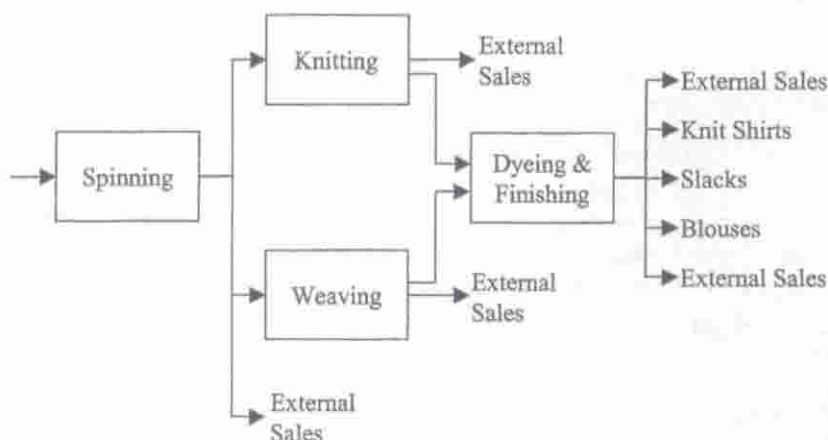 Knitting
External
Sales
Spinning
Dyeing &
Finishing
External Sales
Knit Shirts
Slacks
Blouses
External Sales
Weaving
External
Sales
External
Sales